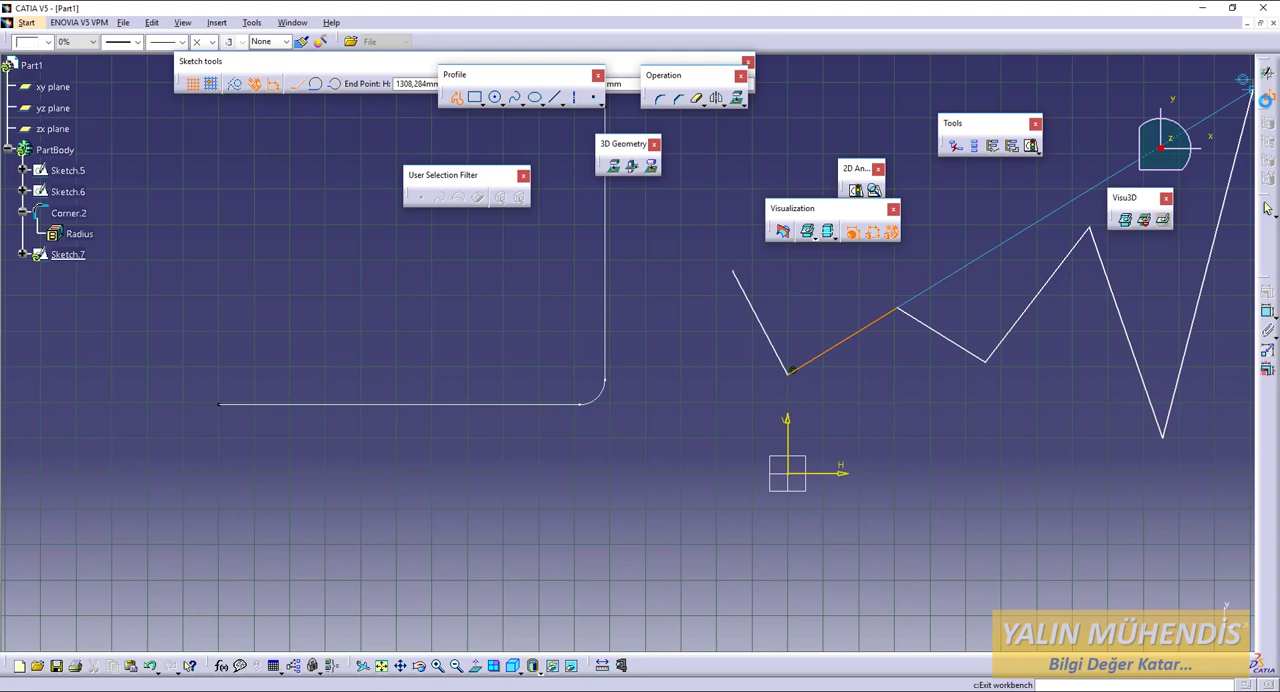 CATIA V5 - [Part1]
Start ENOVIA V5 VPM File Edit View Insert Tools Window Help
0% None File
Part1
xy plane
yz plane
zx plane
PartBody
Sketch.5
Sketch.6
Corner.2
Radius
Sketch.7
Sketch tools
End Point: H: 1308,284mm
mm
Profile
Operation
3D Geometry
User Selection Filter
Tools
2D An...
Visualization
Visu3D
y
x
z
V
H
y
YALIN MÜHENDİS
Bilgi Değer Katar...
f(x)
CATIA
c:Exit workbench